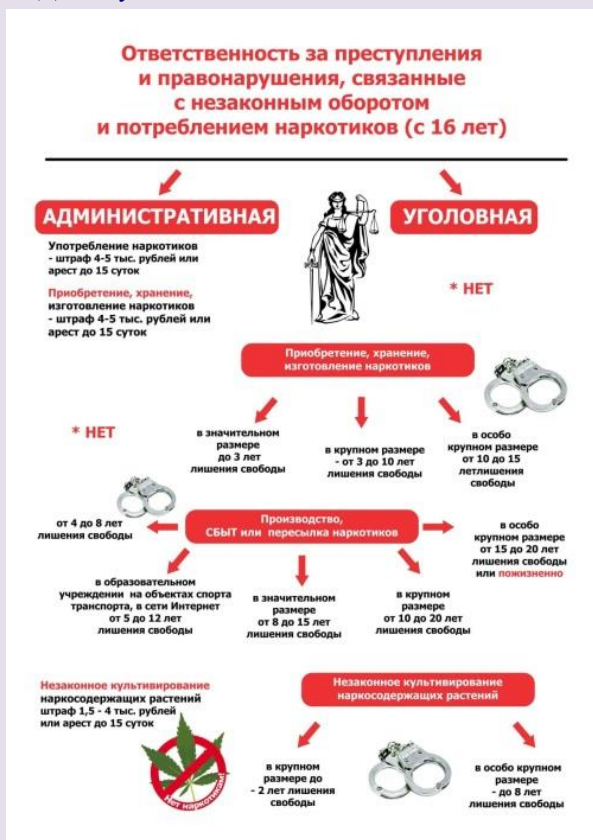 Ответственность за преступления
и правонарушения, связанные
с незаконным оборотом
и потреблением наркотиков (с 16 лет)
АДМИНИСТРАТИВНАЯ
УГОЛОВНАЯ
Употребление наркотиков
- штраф 4-5 тыс. рублей или
арест до 15 суток
* НЕТ
Приобретение, хранение,
изготовление наркотиков
- штраф 4-5 тыс. рублей или
арест до 15 суток
Приобретение, хранение,
изготовление наркотиков
* НЕТ
в значительном
размере
до 3 лет
лишения свободы
в крупном размере
- от 3 до 10 лет
лишения свободы
в особо
крупном размере
от 10 до 15
летлишения
свободы
Производство,
СБЫТ или пересылка наркотиков
от 4 до 8 лет
лишения свободы
в особо
крупном размере
от 15 до 20 лет
лишения свободы
или пожизненно
в образовательном
учреждении на объектах спорта
транспорта, в сети Интернет
от 5 до 12 лет
лишения свободы
в значительном
размере
от 8 до 15 лет
лишения свободы
в крупном
размере
от 10 до 20 лет
лишения свободы
Незаконное культивирование
наркосодержащих растений
штраф 1,5 - 4 тыс. рублей
или арест до 15 суток
Нет наркотикам!
Незаконное культивирование
наркосодержащих растений
в крупном
размере до
- 2 лет лишения
свободы
в особо крупном
размере
- до 8 лет
лишения свободы